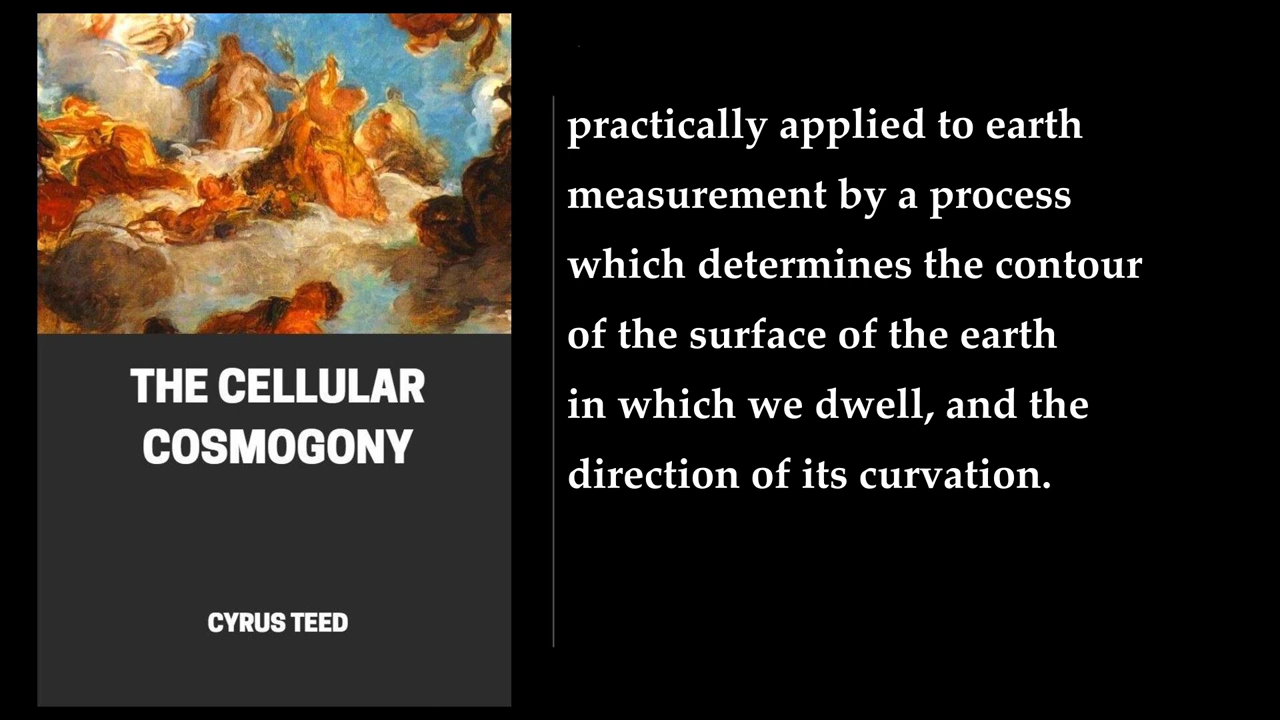 THE CELLULAR
COSMOGONY
CYRUS TEED
practically applied to earth
measurement by a process
which determines the contour
of the surface of the earth
in which we dwell, and the
direction of its curvation.